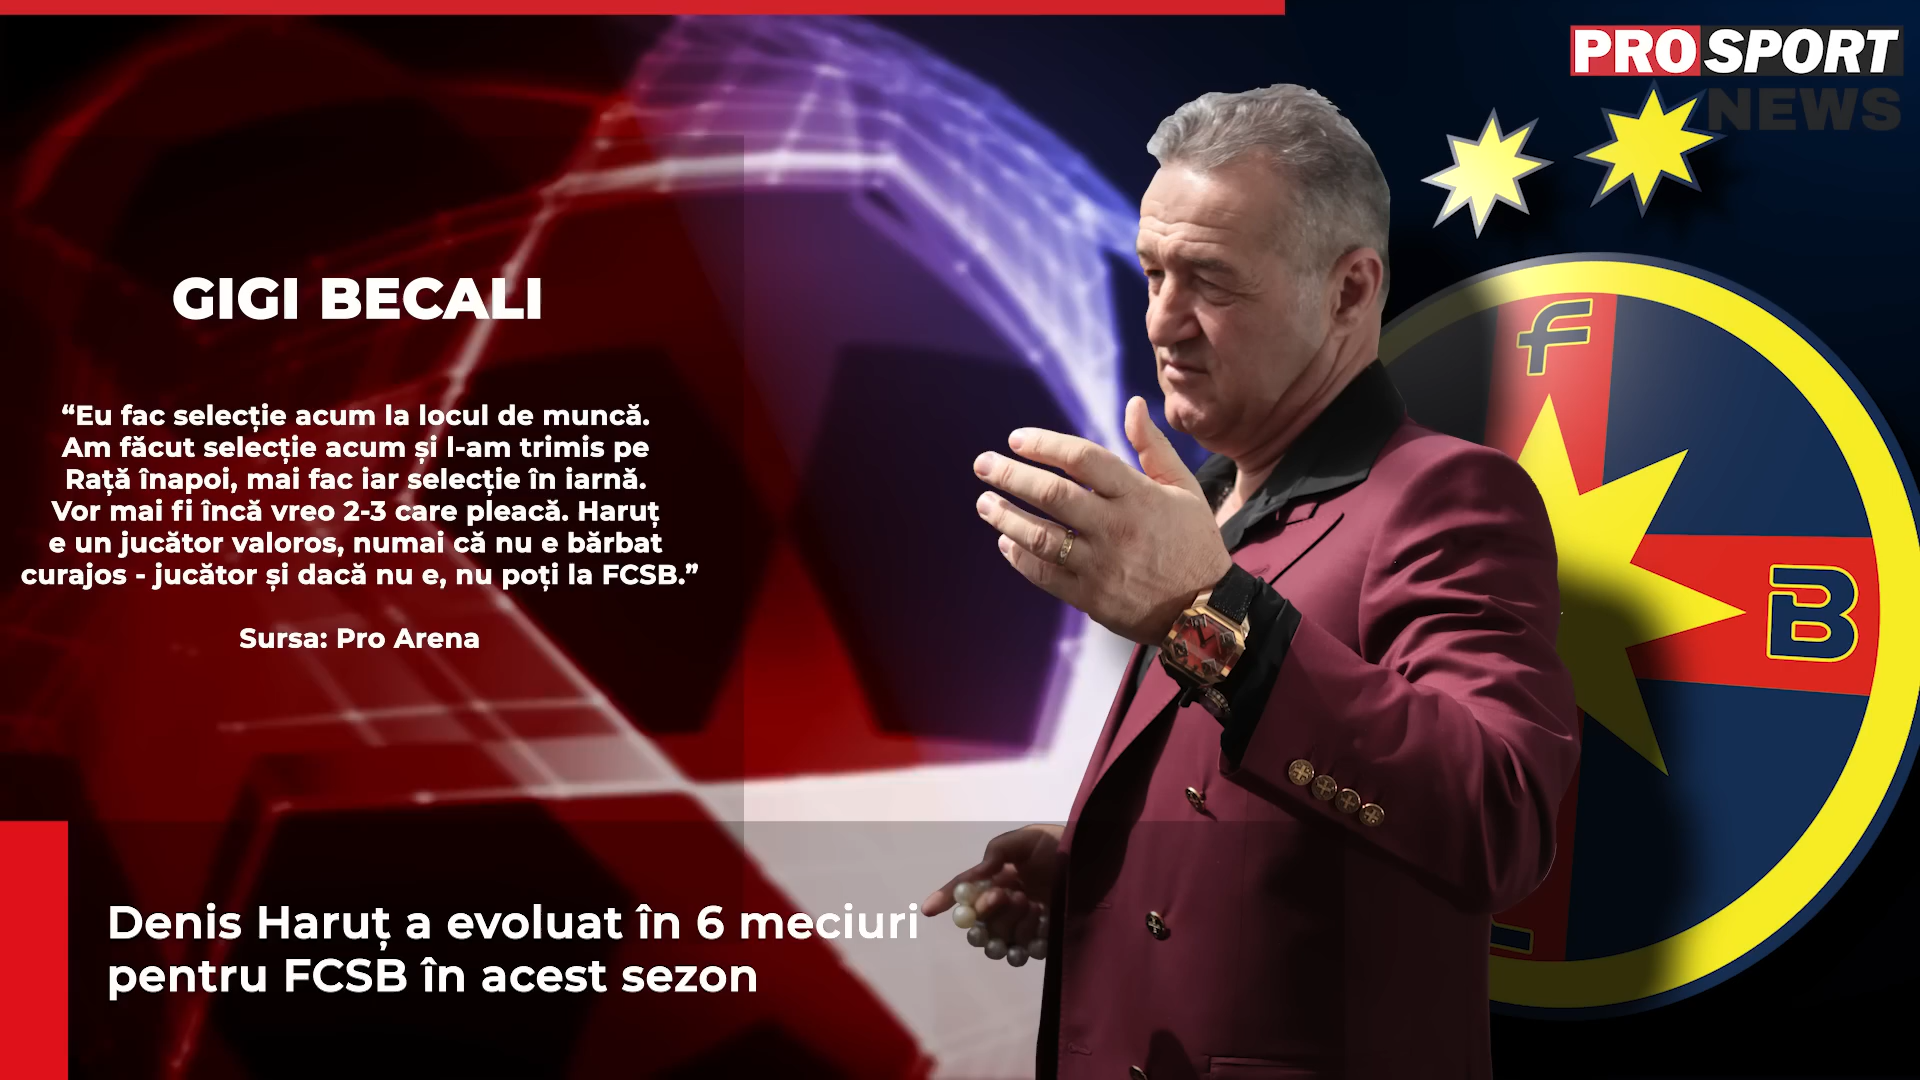 PROSPORT
NEWS
GIGI BECALI
“Eu fac selecție acum la locul de muncă.
Am făcut selecție acum și l-am trimis pe
Rață înapoi, mai fac iar selecție în iarnă.
Vor mai fi încă vreo 2-3 care pleacă. Haruț
e un jucător valoros, numai că nu e bărbat
curajos - jucător și dacă nu e, nu poți la FCSB.”
Sursa: Pro Arena
F
B
Denis Haruț a evoluat în 6 meciuri
pentru FCSB în acest sezon